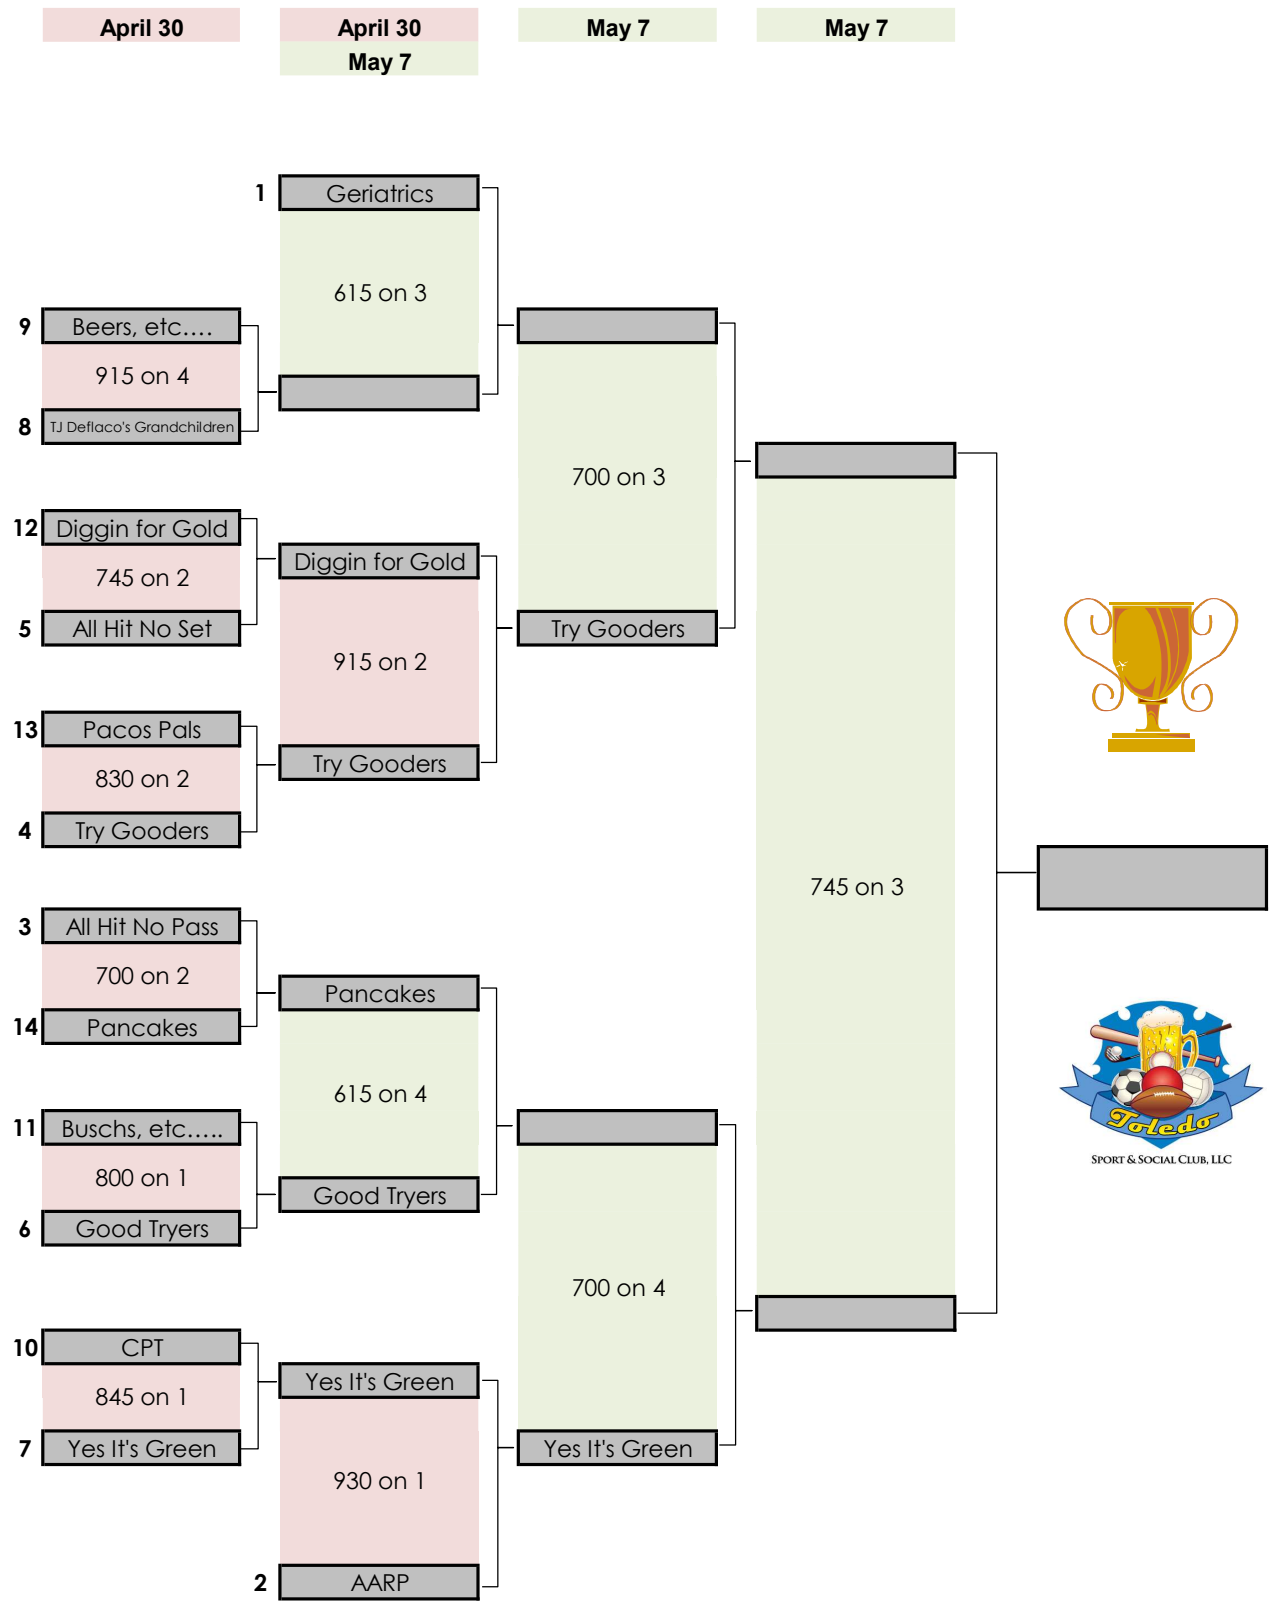 April 30
April 30
May 7
May 7
May 7
1
Geriatrics
615 on 3
9
Beers, etc....
915 on 4
8
TJ Deflaco's Grandchildren
700 on 3
12
Diggin for Gold
745 on 2
5
All Hit No Set
Diggin for Gold
915 on 2
Try Gooders
Try Gooders
13
Pacos Pals
830 on 2
4
Try Gooders
745 on 3
3
All Hit No Pass
700 on 2
14
Pancakes
Pancakes
615 on 4
Good Tryers
11
Buschs, etc.....
800 on 1
6
Good Tryers
700 on 4
10
CPT
845 on 1
7
Yes It's Green
Yes It's Green
930 on 1
Yes It's Green
2
AARP
Toledo
SPORT & SOCIAL CLUB, LLC